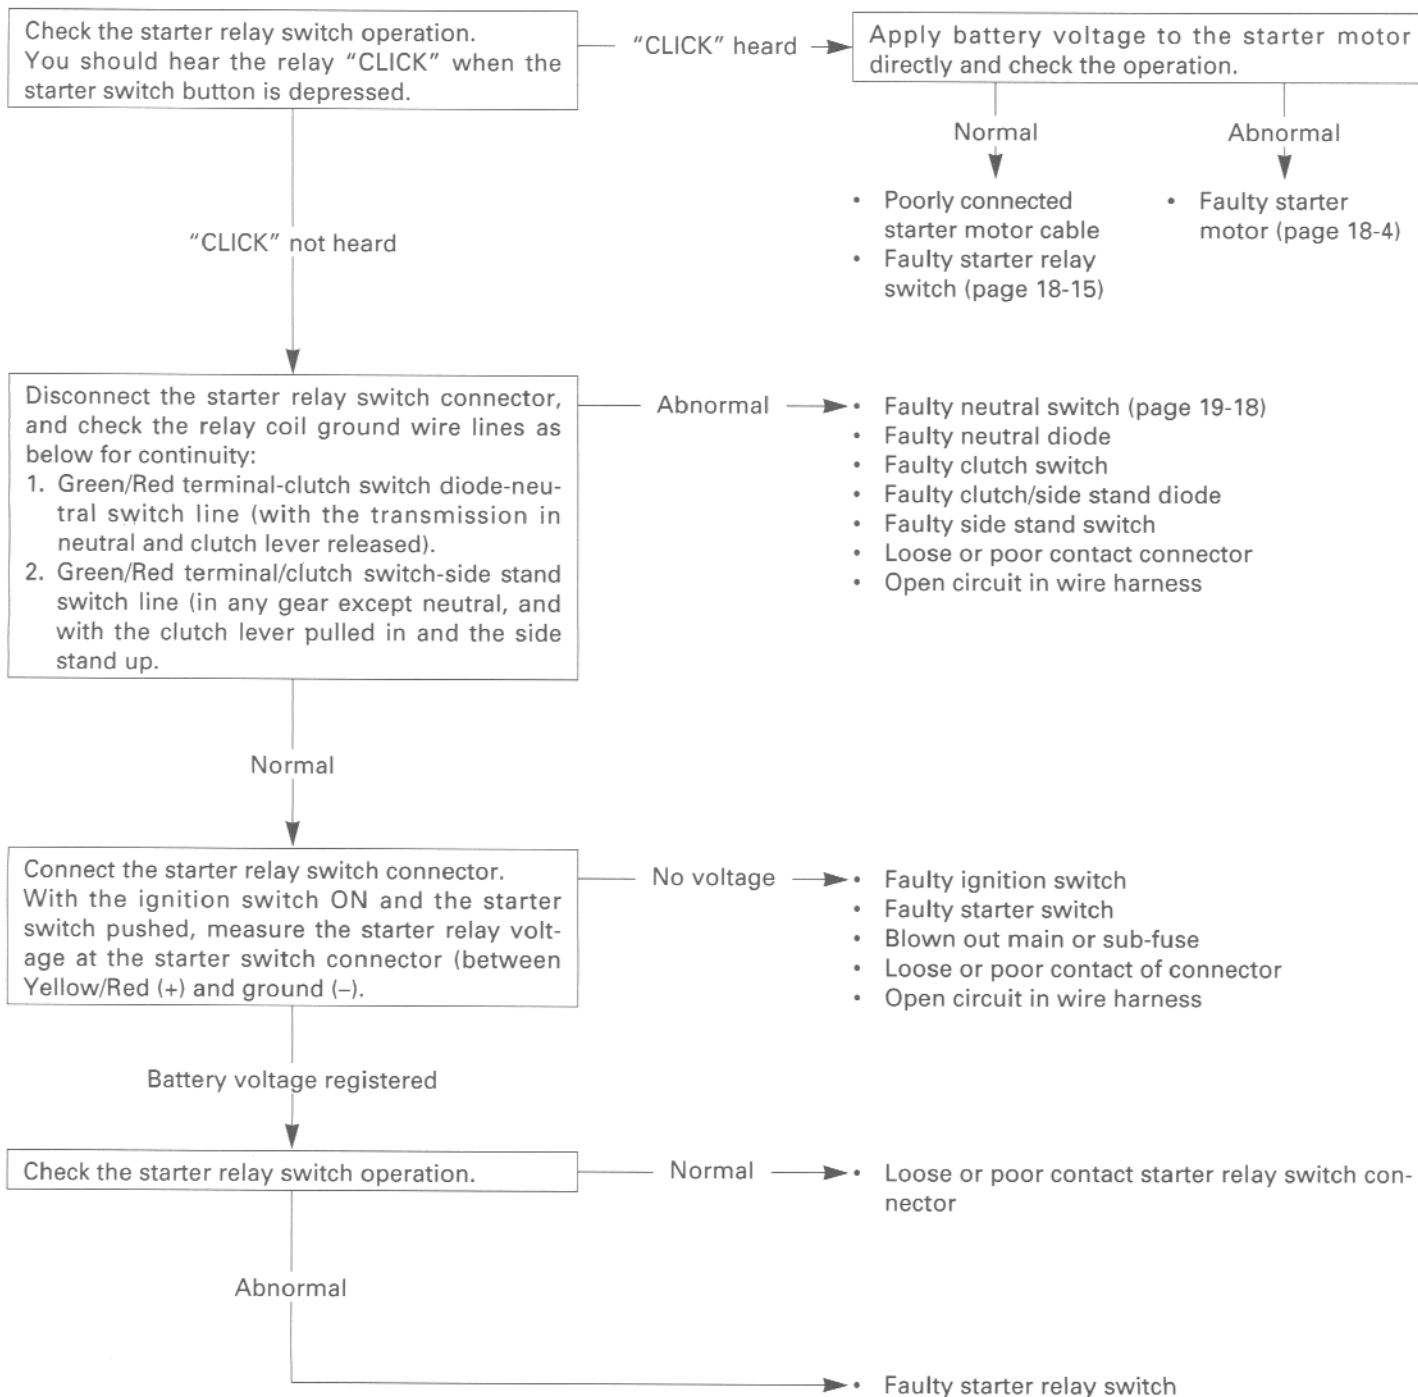 Check the starter relay switch operation.
You should hear the relay “CLICK” when the
starter switch button is depressed.
“CLICK” heard
Apply battery voltage to the starter motor
directly and check the operation.
Normal
Abnormal
• Poorly connected
starter motor cable
• Faulty starter relay
switch (page 18-15)
• Faulty starter
motor (page 18-4)
“CLICK” not heard
Disconnect the starter relay switch connector,
and check the relay coil ground wire lines as
below for continuity:
1. Green/Red terminal-clutch switch diode-neu-
tral switch line (with the transmission in
neutral and clutch lever released).
2. Green/Red terminal/clutch switch-side stand
switch line (in any gear except neutral, and
with the clutch lever pulled in and the side
stand up.
Abnormal
• Faulty neutral switch (page 19-18)
• Faulty neutral diode
• Faulty clutch switch
• Faulty clutch/side stand diode
• Faulty side stand switch
• Loose or poor contact connector
• Open circuit in wire harness
Normal
Connect the starter relay switch connector.
With the ignition switch ON and the starter
switch pushed, measure the starter relay volt-
age at the starter switch connector (between
Yellow/Red (+) and ground (–).
No voltage
• Faulty ignition switch
• Faulty starter switch
• Blown out main or sub-fuse
• Loose or poor contact of connector
• Open circuit in wire harness
Battery voltage registered
Check the starter relay switch operation.
Normal
• Loose or poor contact starter relay switch con-
nector
Abnormal
• Faulty starter relay switch